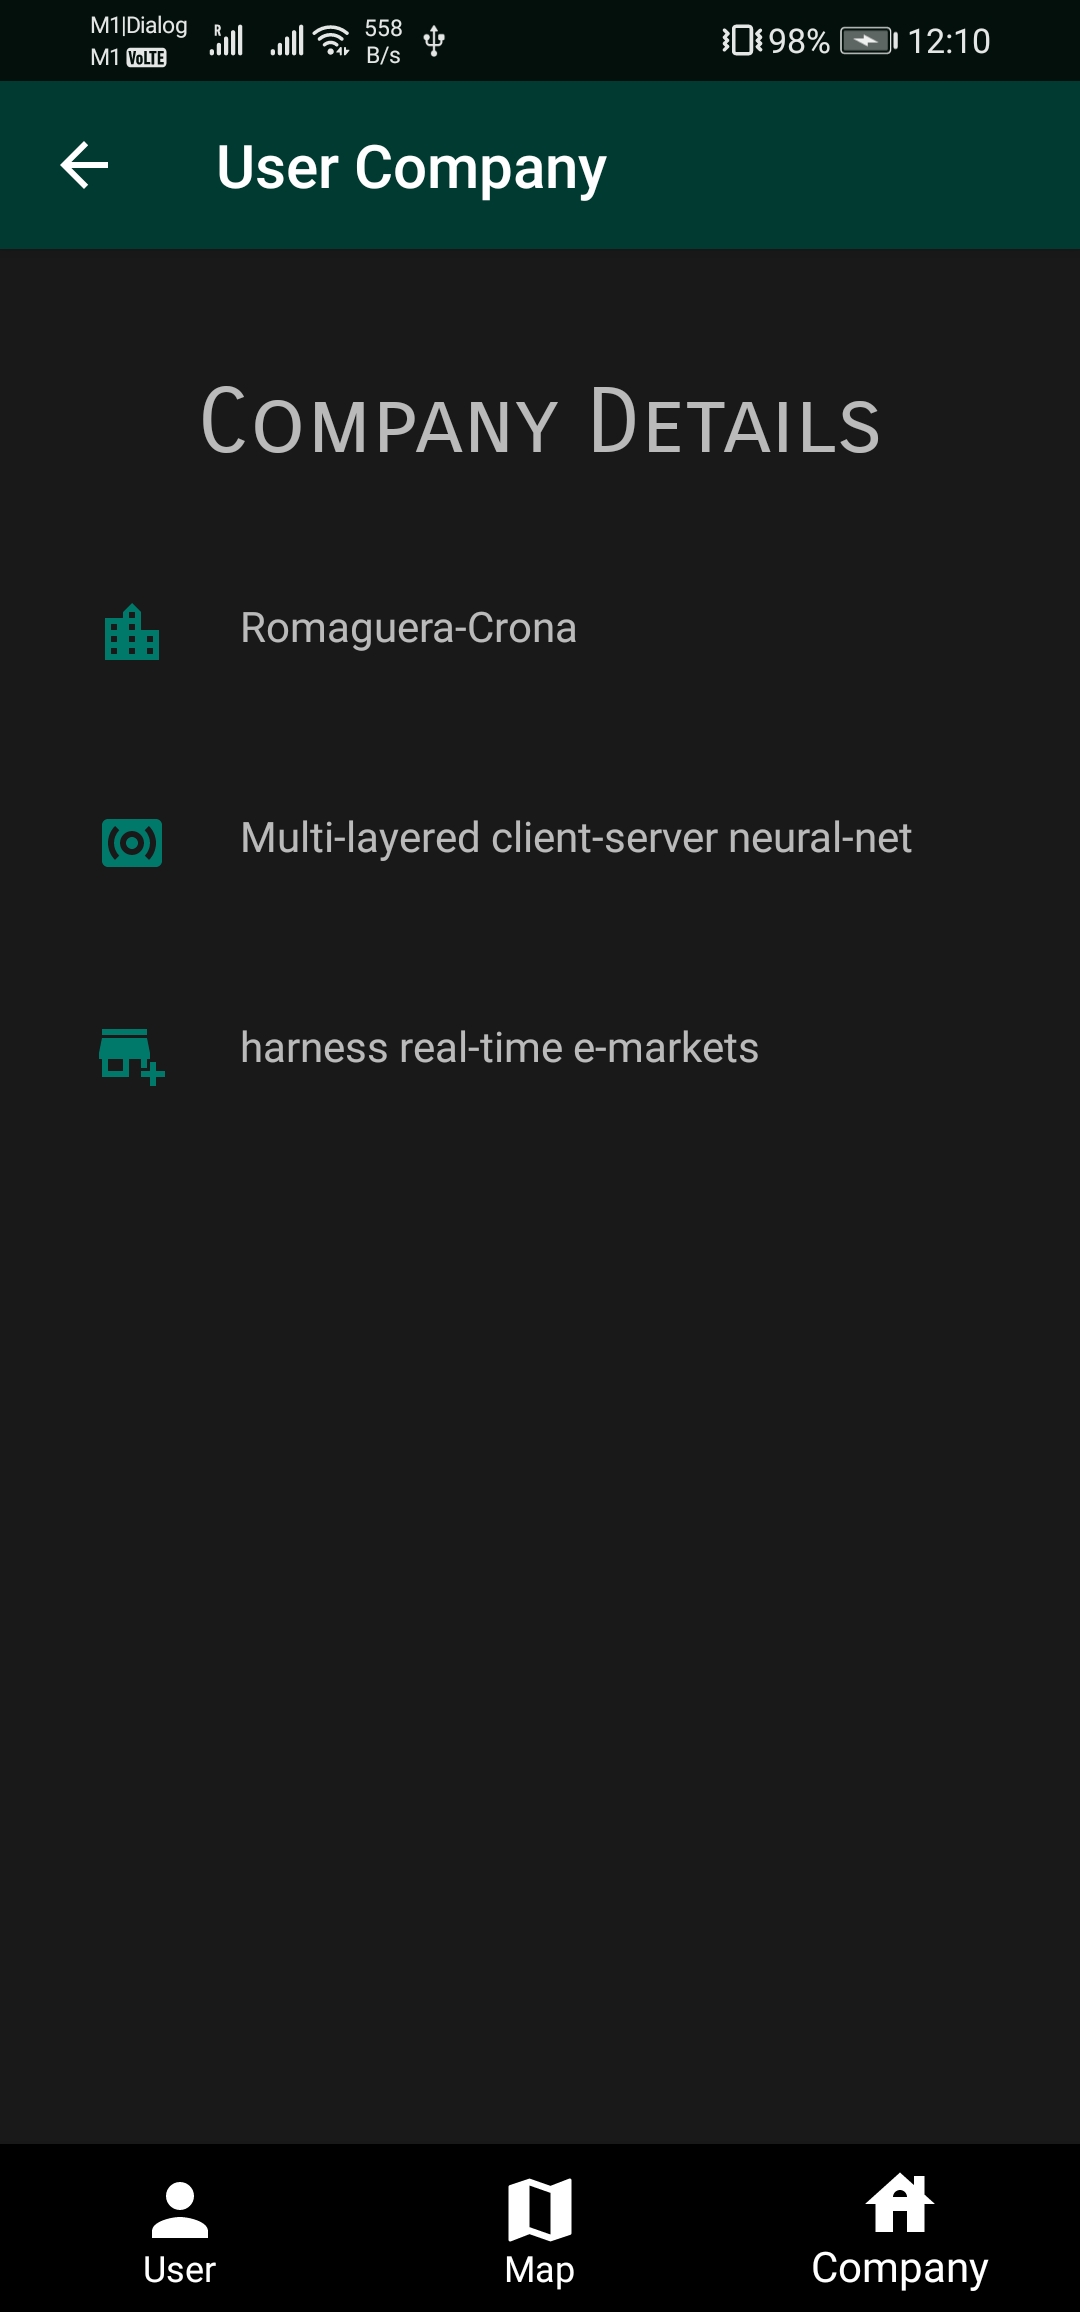 M1|Dialog
M1 VoLTE
R
558
B/s
98%
12:10
User Company
Company Details
Romaguera-Crona
Multi-layered client-server neural-net
harness real-time e-markets
User
Map
Company